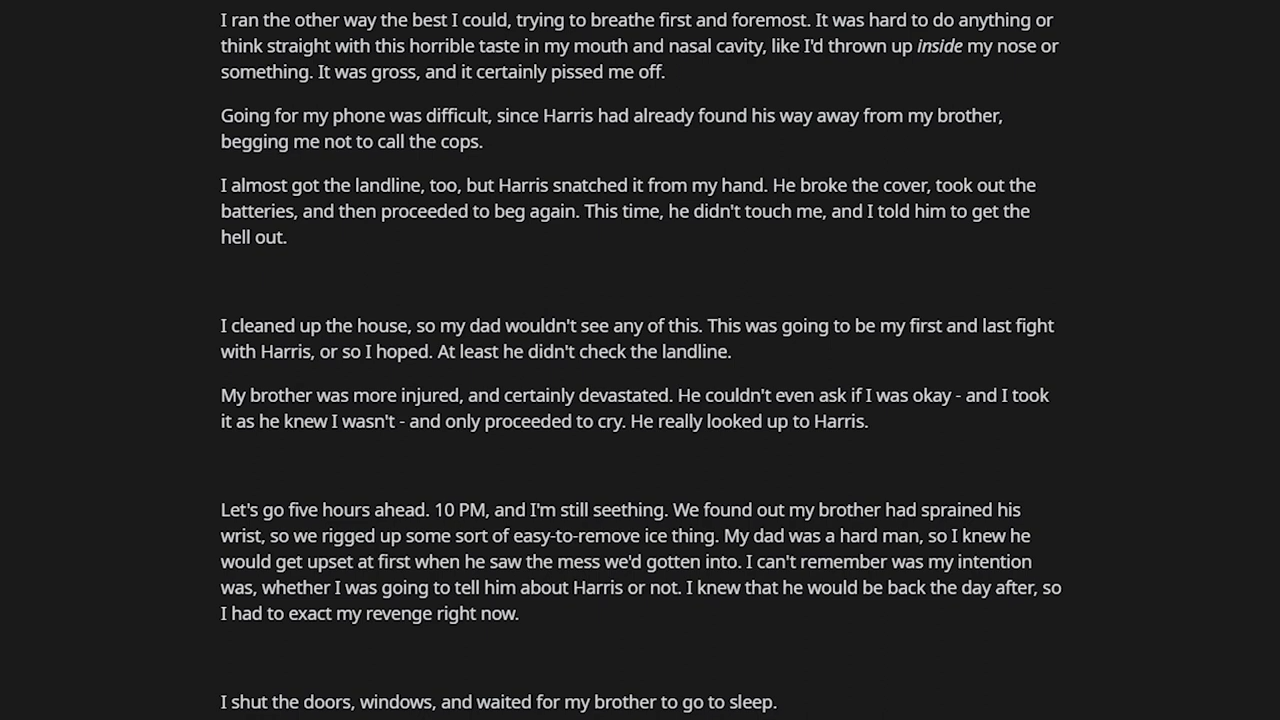 I ran the other way the best I could, trying to breathe first and foremost. It was hard to do anything or
think straight with this horrible taste in my mouth and nasal cavity, like I'd thrown up inside my nose or
something. It was gross, and it certainly pissed me off.
Going for my phone was difficult, since Harris had already found his way away from my brother,
begging me not to call the cops.
I almost got the landline, too, but Harris snatched it from my hand. He broke the cover, took out the
batteries, and then proceeded to beg again. This time, he didn't touch me, and I told him to get the
hell out.
I cleaned up the house, so my dad wouldn't see any of this. This was going to be my first and last fight
with Harris, or so I hoped. At least he didn't check the landline.
My brother was more injured, and certainly devastated. He couldn't even ask if I was okay - and I took
it as he knew I wasn't - and only proceeded to cry. He really looked up to Harris.
Let's go five hours ahead. 10 PM, and I'm still seething. We found out my brother had sprained his
wrist, so we rigged up some sort of easy-to-remove ice thing. My dad was a hard man, so I knew he
would get upset at first when he saw the mess we'd gotten into. I can't remember was my intention
was, whether I was going to tell him about Harris or not. I knew that he would be back the day after, so
I had to exact my revenge right now.
I shut the doors, windows, and waited for my brother to go to sleep.